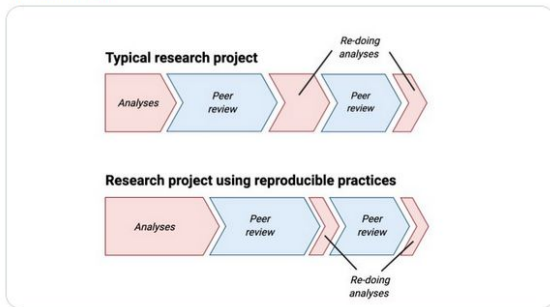 Typical research project
Re-doing
analyses
Analyses
Peer
review
Peer
review
Research project using reproducible practices
Analyses
Peer
review
Peer
review
Re-doing
analyses